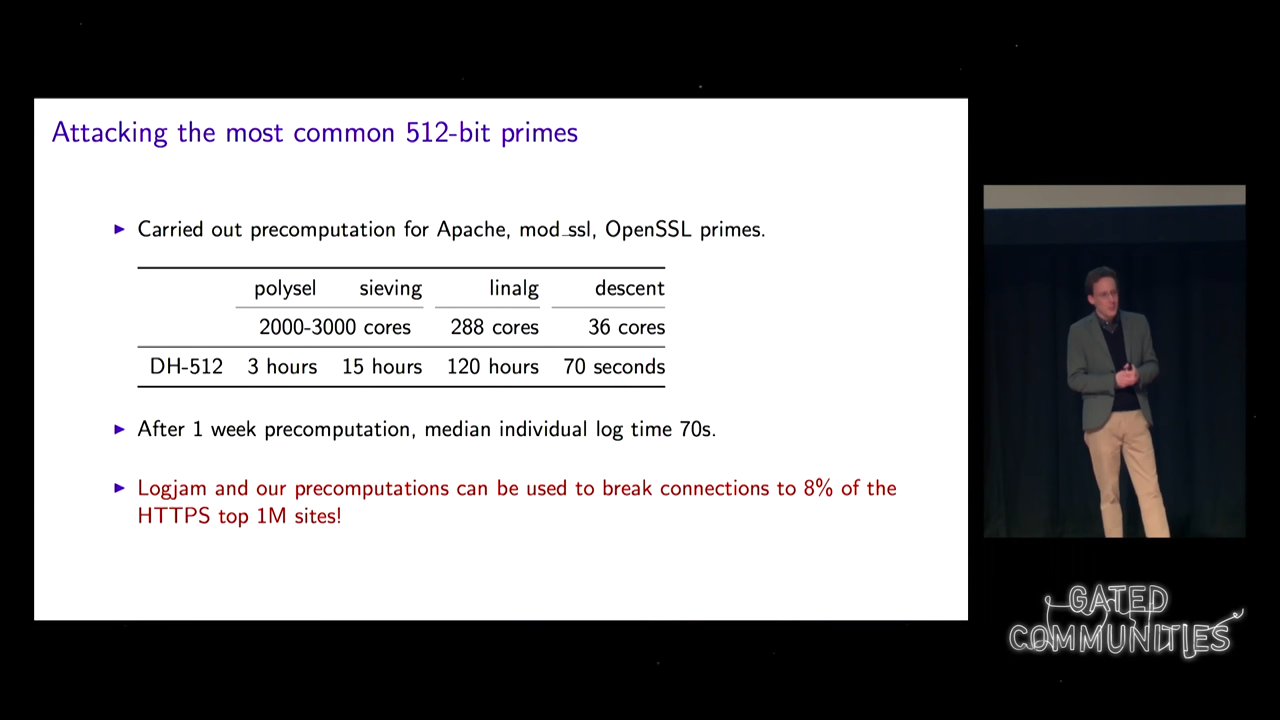 Attacking the most common 512-bit primes
▶ Carried out precomputation for Apache, mod_ssl, OpenSSL primes.
polysel sieving linalg descent
2000-3000 cores 288 cores 36 cores
DH-512 3 hours 15 hours 120 hours 70 seconds
▶ After 1 week precomputation, median individual log time 70s.
▶ Logjam and our precomputations can be used to break connections to 8% of the
HTTPS top 1M sites!
GATED
COMMUNITIES